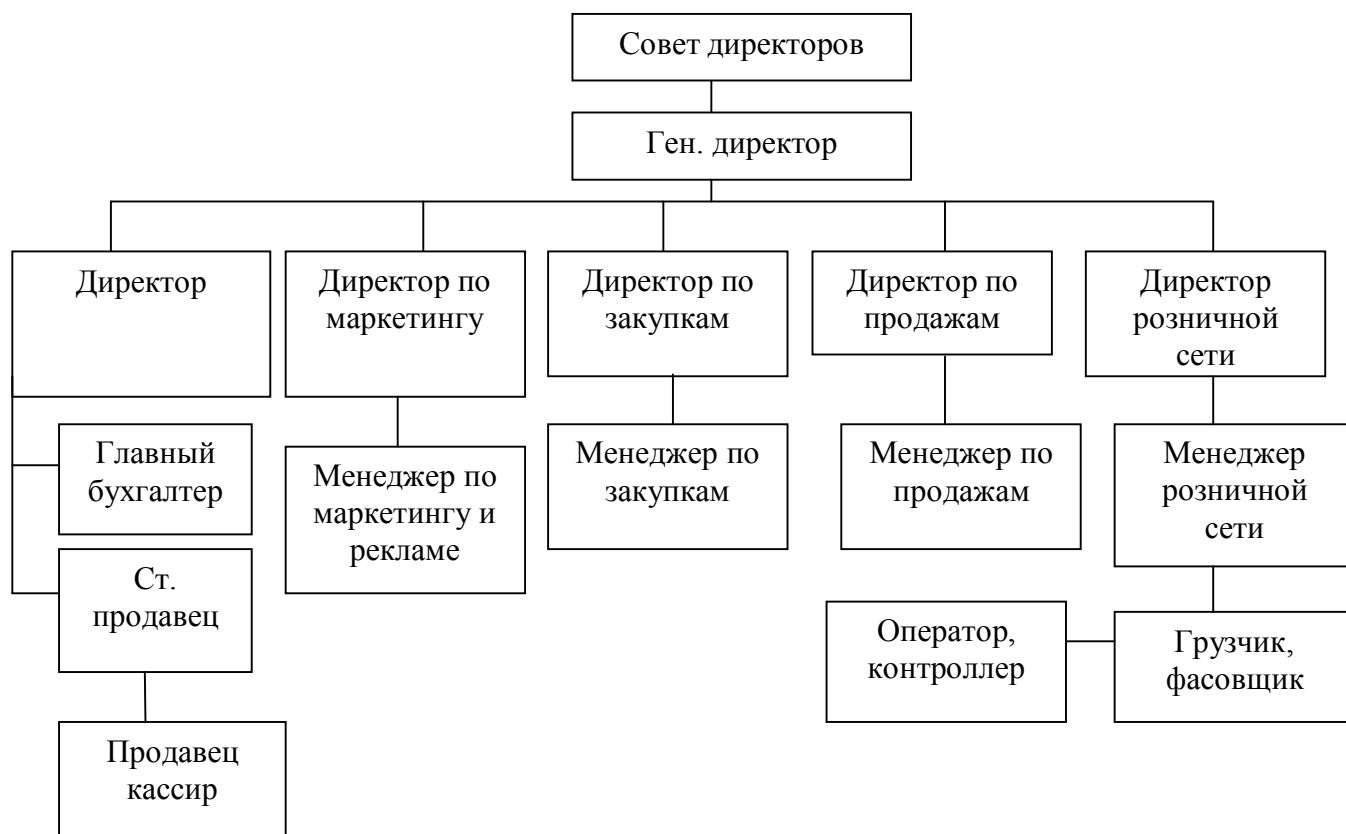 Совет директоров
Ген. директор
Директор
Директор по
маркетингу
Директор по
закупкам
Директор по
продажам
Директор
розничной
сети
Главный
бухгалтер
Менеджер по
маркетингу и
рекламе
Менеджер по
закупкам
Менеджер по
продажам
Менеджер
розничной
сети
Ст.
продавец
Оператор,
контроллер
Грузчик,
фасовщик
Продавец
кассир